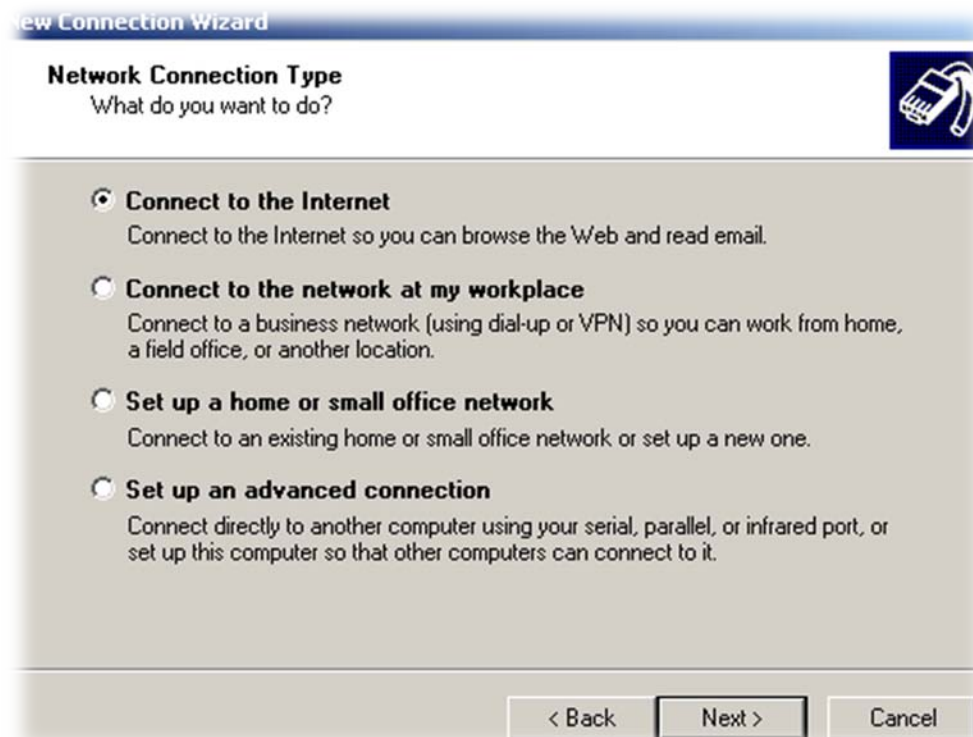 ew Connection Wizard
Network Connection Type
What do you want to do?
Connect to the Internet
Connect to the Internet so you can browse the Web and read email.
Connect to the network at my workplace
Connect to a business network (using dial-up or VPN) so you can work from home,
a field office, or another location.
Set up a home or small office network
Connect to an existing home or small office network or set up a new one.
Set up an advanced connection
Connect directly to another computer using your serial, parallel, or infrared port, or
set up this computer so that other computers can connect to it.
< Back
Next >
Cancel